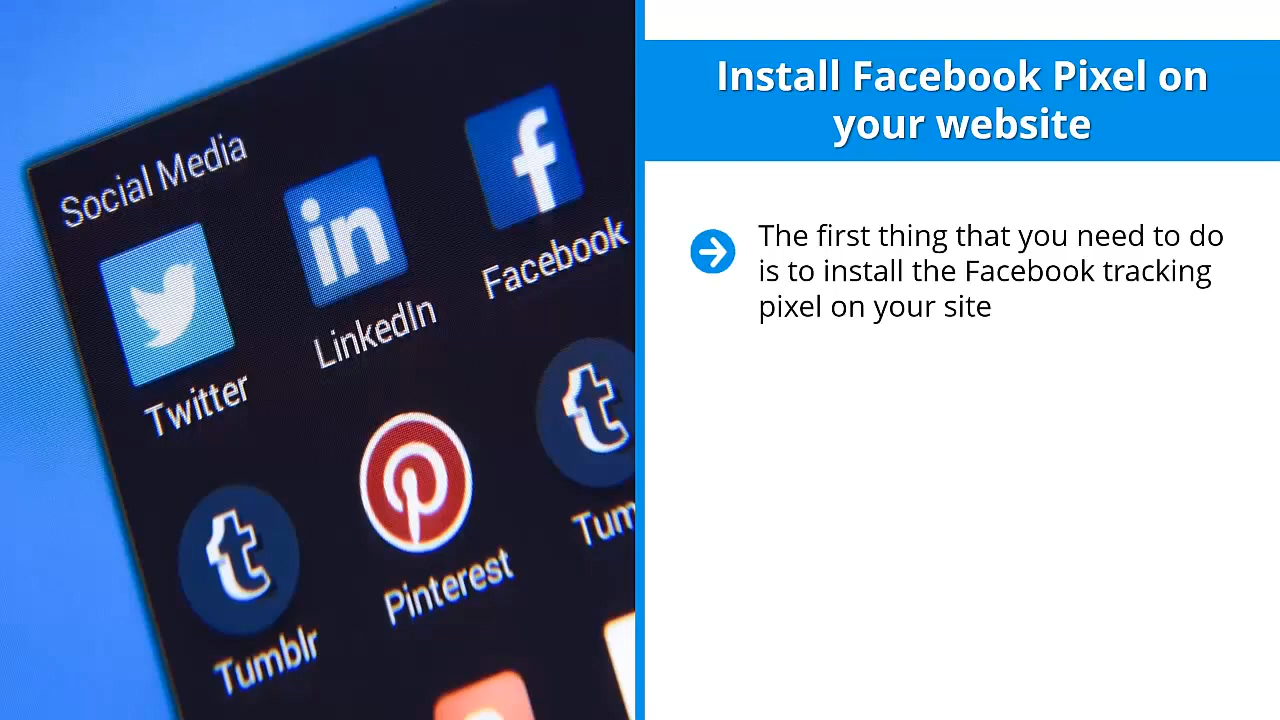 Social Media
Twitter
LinkedIn
Facebook
Tumblr
Pinterest
Tum
Install Facebook Pixel on
your website
The first thing that you need to do
is to install the Facebook tracking
pixel on your site